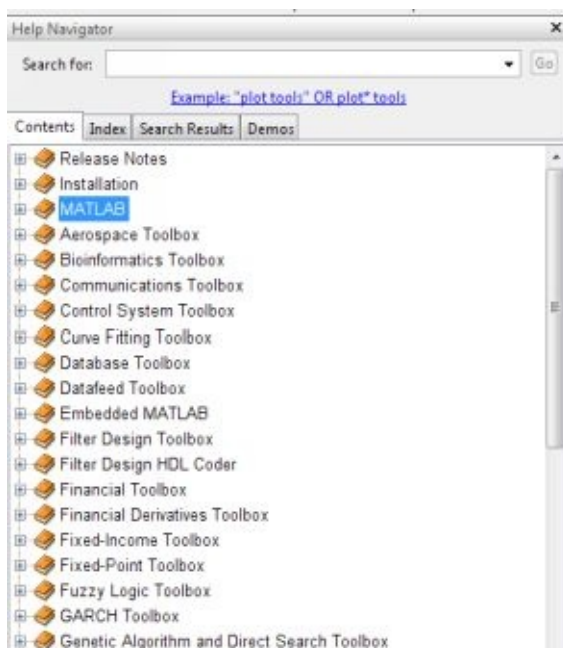 Help Navigator
Search for: Go
Example: "plot tools" OR plot* tools
Contents Index Search Results Demos
Release Notes
Installation
MATLAB
Aerospace Toolbox
Bioinformatics Toolbox
Communications Toolbox
Control System Toolbox
Curve Fitting Toolbox
Database Toolbox
Datafeed Toolbox
Embedded MATLAB
Filter Design Toolbox
Filter Design HDL Coder
Financial Toolbox
Financial Derivatives Toolbox
Fixed-Income Toolbox
Fixed-Point Toolbox
Fuzzy Logic Toolbox
GARCH Toolbox
Genetic Algorithm and Direct Search Toolbox